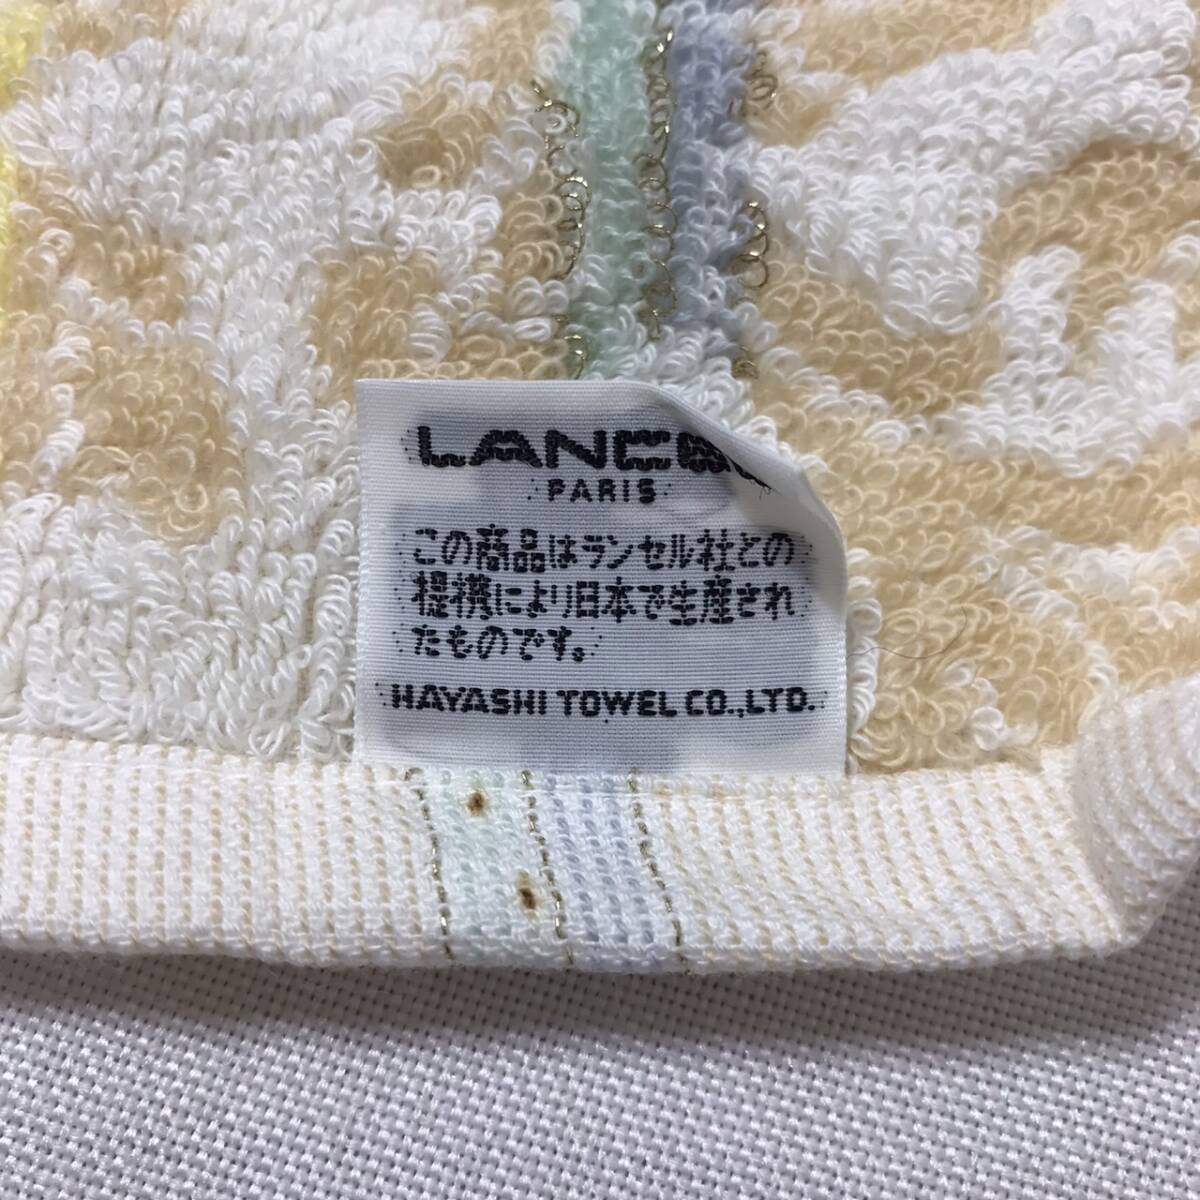 LANCE
PARIS
この商品はランセル社との
提携により日本で生産され
たものです。
HAYASHI TOWEL CO.,LTD.